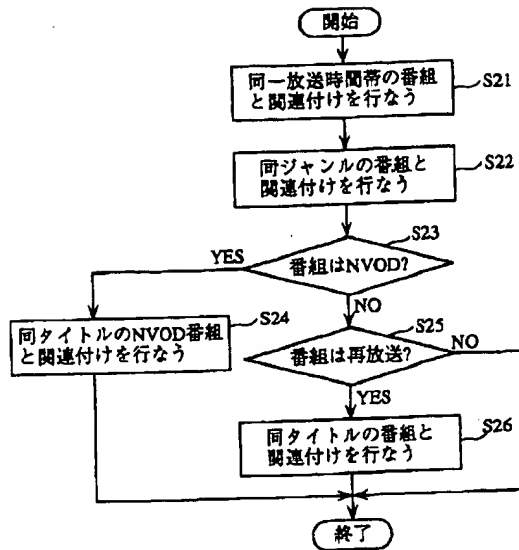 開始
同一放送時間帯の番組
と関連付けを行なう
S21
同ジャンルの番組と
関連付けを行なう
S22
S23
YES
番組はNVOD?
NO
同タイトルのNVOD番組
と関連付けを行なう
S24
S25
番組は再放送?
NO
YES
同タイトルの番組と
関連付けを行なう
S26
終了